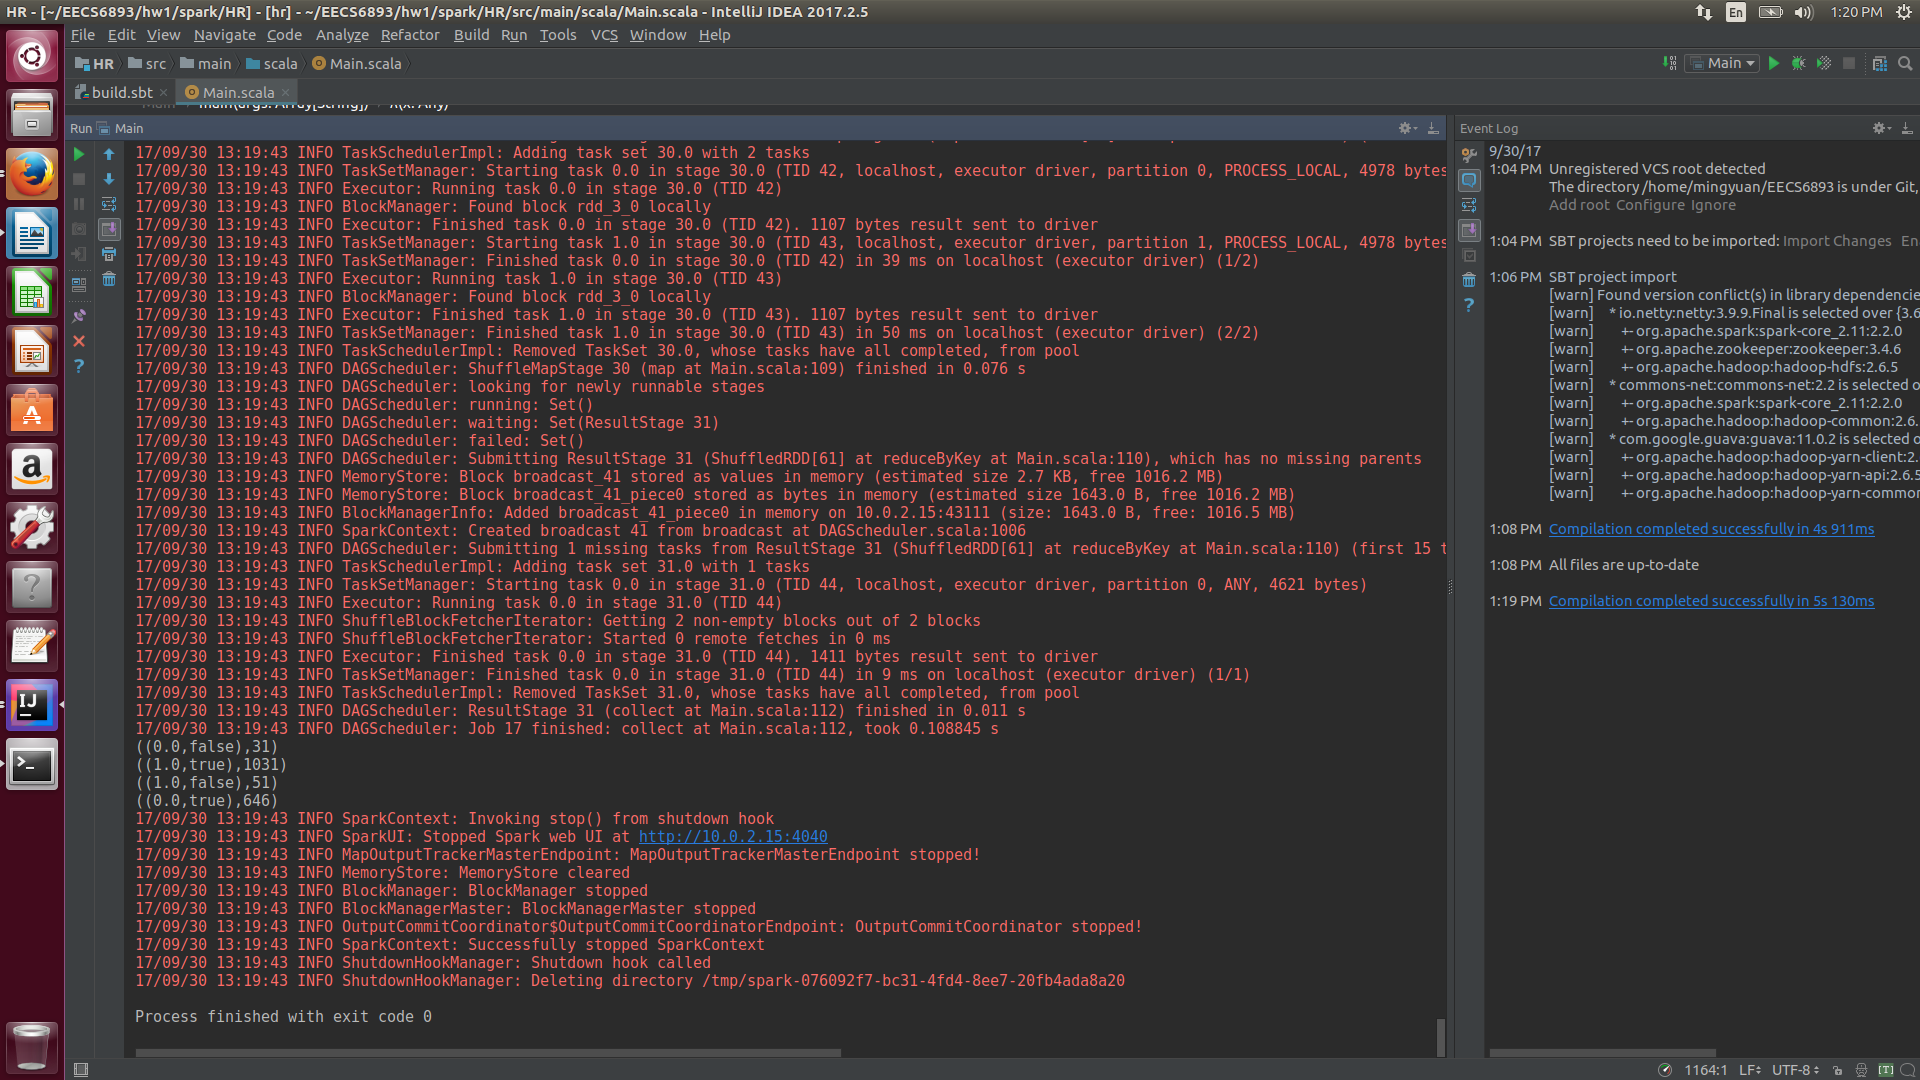 HR - [~/EECS6893/hw1/spark/HR] - [hr] - ~/EECS6893/hw1/spark/HR/src/main/scala/Main.scala - IntelliJ IDEA 2017.2.5
En
1:20 PM
File Edit View Navigate Code Analyze Refactor Build Run Tools VCS Window Help
HR src main scala Main.scala
Main
build.sbt Main.scala
Main main(args: Array[String]) λ(x: Any)
Run Main
17/09/30 13:19:43 INFO TaskSchedulerImpl: Adding task set 30.0 with 2 tasks
17/09/30 13:19:43 INFO TaskSetManager: Starting task 0.0 in stage 30.0 (TID 42, localhost, executor driver, partition 0, PROCESS_LOCAL, 4978 bytes
17/09/30 13:19:43 INFO Executor: Running task 0.0 in stage 30.0 (TID 42)
17/09/30 13:19:43 INFO BlockManager: Found block rdd_3_0 locally
17/09/30 13:19:43 INFO Executor: Finished task 0.0 in stage 30.0 (TID 42). 1107 bytes result sent to driver
17/09/30 13:19:43 INFO TaskSetManager: Starting task 1.0 in stage 30.0 (TID 43, localhost, executor driver, partition 1, PROCESS_LOCAL, 4978 bytes
17/09/30 13:19:43 INFO TaskSetManager: Finished task 0.0 in stage 30.0 (TID 42) in 39 ms on localhost (executor driver) (1/2)
17/09/30 13:19:43 INFO Executor: Running task 1.0 in stage 30.0 (TID 43)
17/09/30 13:19:43 INFO BlockManager: Found block rdd_3_0 locally
17/09/30 13:19:43 INFO Executor: Finished task 1.0 in stage 30.0 (TID 43). 1107 bytes result sent to driver
17/09/30 13:19:43 INFO TaskSetManager: Finished task 1.0 in stage 30.0 (TID 43) in 50 ms on localhost (executor driver) (2/2)
17/09/30 13:19:43 INFO TaskSchedulerImpl: Removed TaskSet 30.0, whose tasks have all completed, from pool
17/09/30 13:19:43 INFO DAGScheduler: ShuffleMapStage 30 (map at Main.scala:109) finished in 0.076 s
17/09/30 13:19:43 INFO DAGScheduler: looking for newly runnable stages
17/09/30 13:19:43 INFO DAGScheduler: running: Set()
17/09/30 13:19:43 INFO DAGScheduler: waiting: Set(ResultStage 31)
17/09/30 13:19:43 INFO DAGScheduler: failed: Set()
17/09/30 13:19:43 INFO DAGScheduler: Submitting ResultStage 31 (ShuffledRDD[61] at reduceByKey at Main.scala:110), which has no missing parents
17/09/30 13:19:43 INFO MemoryStore: Block broadcast_41 stored as values in memory (estimated size 2.7 KB, free 1016.2 MB)
17/09/30 13:19:43 INFO MemoryStore: Block broadcast_41_piece0 stored as bytes in memory (estimated size 1643.0 B, free 1016.2 MB)
17/09/30 13:19:43 INFO BlockManagerInfo: Added broadcast_41_piece0 in memory on 10.0.2.15:43111 (size: 1643.0 B, free: 1016.5 MB)
17/09/30 13:19:43 INFO SparkContext: Created broadcast 41 from broadcast at DAGScheduler.scala:1006
17/09/30 13:19:43 INFO DAGScheduler: Submitting 1 missing tasks from ResultStage 31 (ShuffledRDD[61] at reduceByKey at Main.scala:110) (first 15 t
17/09/30 13:19:43 INFO TaskSchedulerImpl: Adding task set 31.0 with 1 tasks
17/09/30 13:19:43 INFO TaskSetManager: Starting task 0.0 in stage 31.0 (TID 44, localhost, executor driver, partition 0, ANY, 4621 bytes)
17/09/30 13:19:43 INFO Executor: Running task 0.0 in stage 31.0 (TID 44)
17/09/30 13:19:43 INFO ShuffleBlockFetcherIterator: Getting 2 non-empty blocks out of 2 blocks
17/09/30 13:19:43 INFO ShuffleBlockFetcherIterator: Started 0 remote fetches in 0 ms
17/09/30 13:19:43 INFO Executor: Finished task 0.0 in stage 31.0 (TID 44). 1411 bytes result sent to driver
17/09/30 13:19:43 INFO TaskSetManager: Finished task 0.0 in stage 31.0 (TID 44) in 9 ms on localhost (executor driver) (1/1)
17/09/30 13:19:43 INFO TaskSchedulerImpl: Removed TaskSet 31.0, whose tasks have all completed, from pool
17/09/30 13:19:43 INFO DAGScheduler: ResultStage 31 (collect at Main.scala:112) finished in 0.011 s
17/09/30 13:19:43 INFO DAGScheduler: Job 17 finished: collect at Main.scala:112, took 0.108845 s
((0.0,false),31)
((1.0,true),1031)
((1.0,false),51)
((0.0,true),646)
17/09/30 13:19:43 INFO SparkContext: Invoking stop() from shutdown hook
17/09/30 13:19:43 INFO SparkUI: Stopped Spark web UI at http://10.0.2.15:4040
17/09/30 13:19:43 INFO MapOutputTrackerMasterEndpoint: MapOutputTrackerMasterEndpoint stopped!
17/09/30 13:19:43 INFO MemoryStore: MemoryStore cleared
17/09/30 13:19:43 INFO BlockManager: BlockManager stopped
17/09/30 13:19:43 INFO BlockManagerMaster: BlockManagerMaster stopped
17/09/30 13:19:43 INFO OutputCommitCoordinator$OutputCommitCoordinatorEndpoint: OutputCommitCoordinator stopped!
17/09/30 13:19:43 INFO SparkContext: Successfully stopped SparkContext
17/09/30 13:19:43 INFO ShutdownHookManager: Shutdown hook called
17/09/30 13:19:43 INFO ShutdownHookManager: Deleting directory /tmp/spark-076092f7-bc31-4fd4-8ee7-20fb4ada8a20
Process finished with exit code 0
Event Log
9/30/17
1:04 PM Unregistered VCS root detected
The directory /home/mingyuan/EECS6893 is under Git,
Add root Configure Ignore
1:04 PM SBT projects need to be imported: Import Changes En
1:06 PM SBT project import
[warn] Found version conflict(s) in library dependencie
[warn] * io.netty:netty:3.9.9.Final is selected over {3.6
[warn] +- org.apache.spark:spark-core_2.11:2.2.0
[warn] +- org.apache.zookeeper:zookeeper:3.4.6
[warn] +- org.apache.hadoop:hadoop-hdfs:2.6.5
[warn] * commons-net:commons-net:2.2 is selected o
[warn] +- org.apache.spark:spark-core_2.11:2.2.0
[warn] +- org.apache.hadoop:hadoop-common:2.6.
[warn] * com.google.guava:guava:11.0.2 is selected o
[warn] +- org.apache.hadoop:hadoop-yarn-client:2.
[warn] +- org.apache.hadoop:hadoop-yarn-api:2.6.5
[warn] +- org.apache.hadoop:hadoop-yarn-common
1:08 PM Compilation completed successfully in 4s 911ms
1:08 PM All files are up-to-date
1:19 PM Compilation completed successfully in 5s 130ms
1164:1 LF UTF-8 [T]